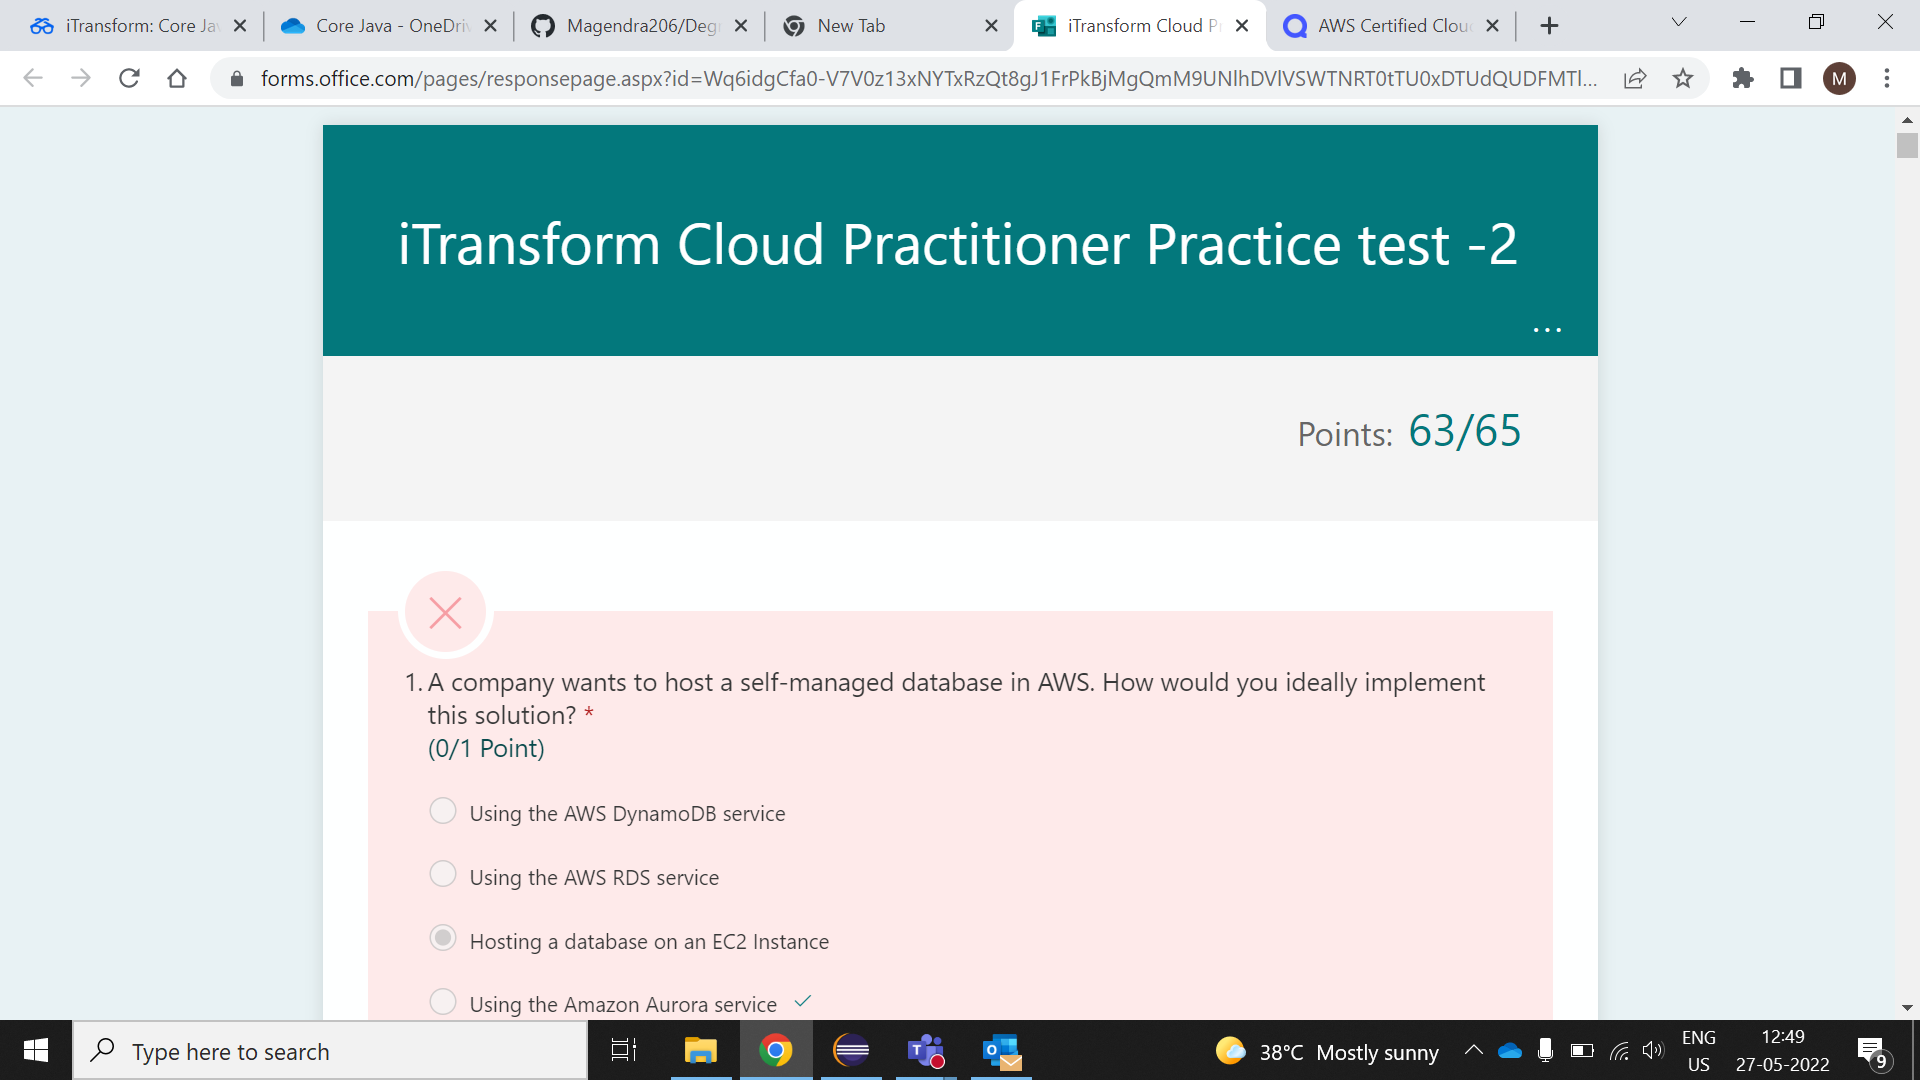 iTransform: Core Ja
Core Java - OneDri
Magendra206/Deg
New Tab
iTransform Cloud P
AWS Certified Clou
forms.office.com/pages/responsepage.aspx?id=Wq6idgCfa0-V7V0z13xNYTxRzQt8gJ1FrPkBjMgQmM9UNlhDVlVSWTNRT0tTU0xDTUdQUDFMTl...
M
iTransform Cloud Practitioner Practice test -2
...
Points: 63/65
1. A company wants to host a self-managed database in AWS. How would you ideally implement
this solution? *
(0/1 Point)
Using the AWS DynamoDB service
Using the AWS RDS service
Hosting a database on an EC2 Instance
Using the Amazon Aurora service
Type here to search
38°C Mostly sunny
ENG
US
12:49
27-05-2022
9